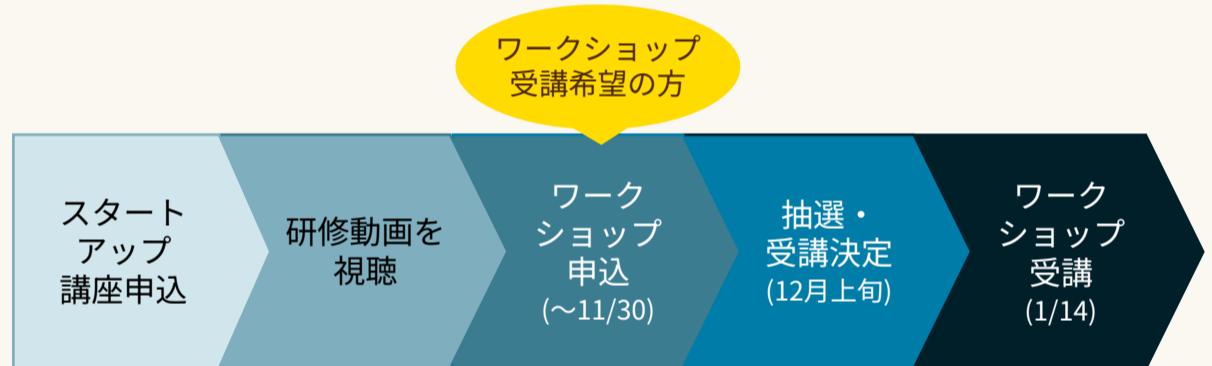 ワークショップ
受講希望の方
スタート
アップ
講座申込
研修動画を
視聴
ワーク
ショップ
申込
(～11/30)
抽選・
受講決定
(12月上旬)
ワーク
ショップ
受講
(1/14)